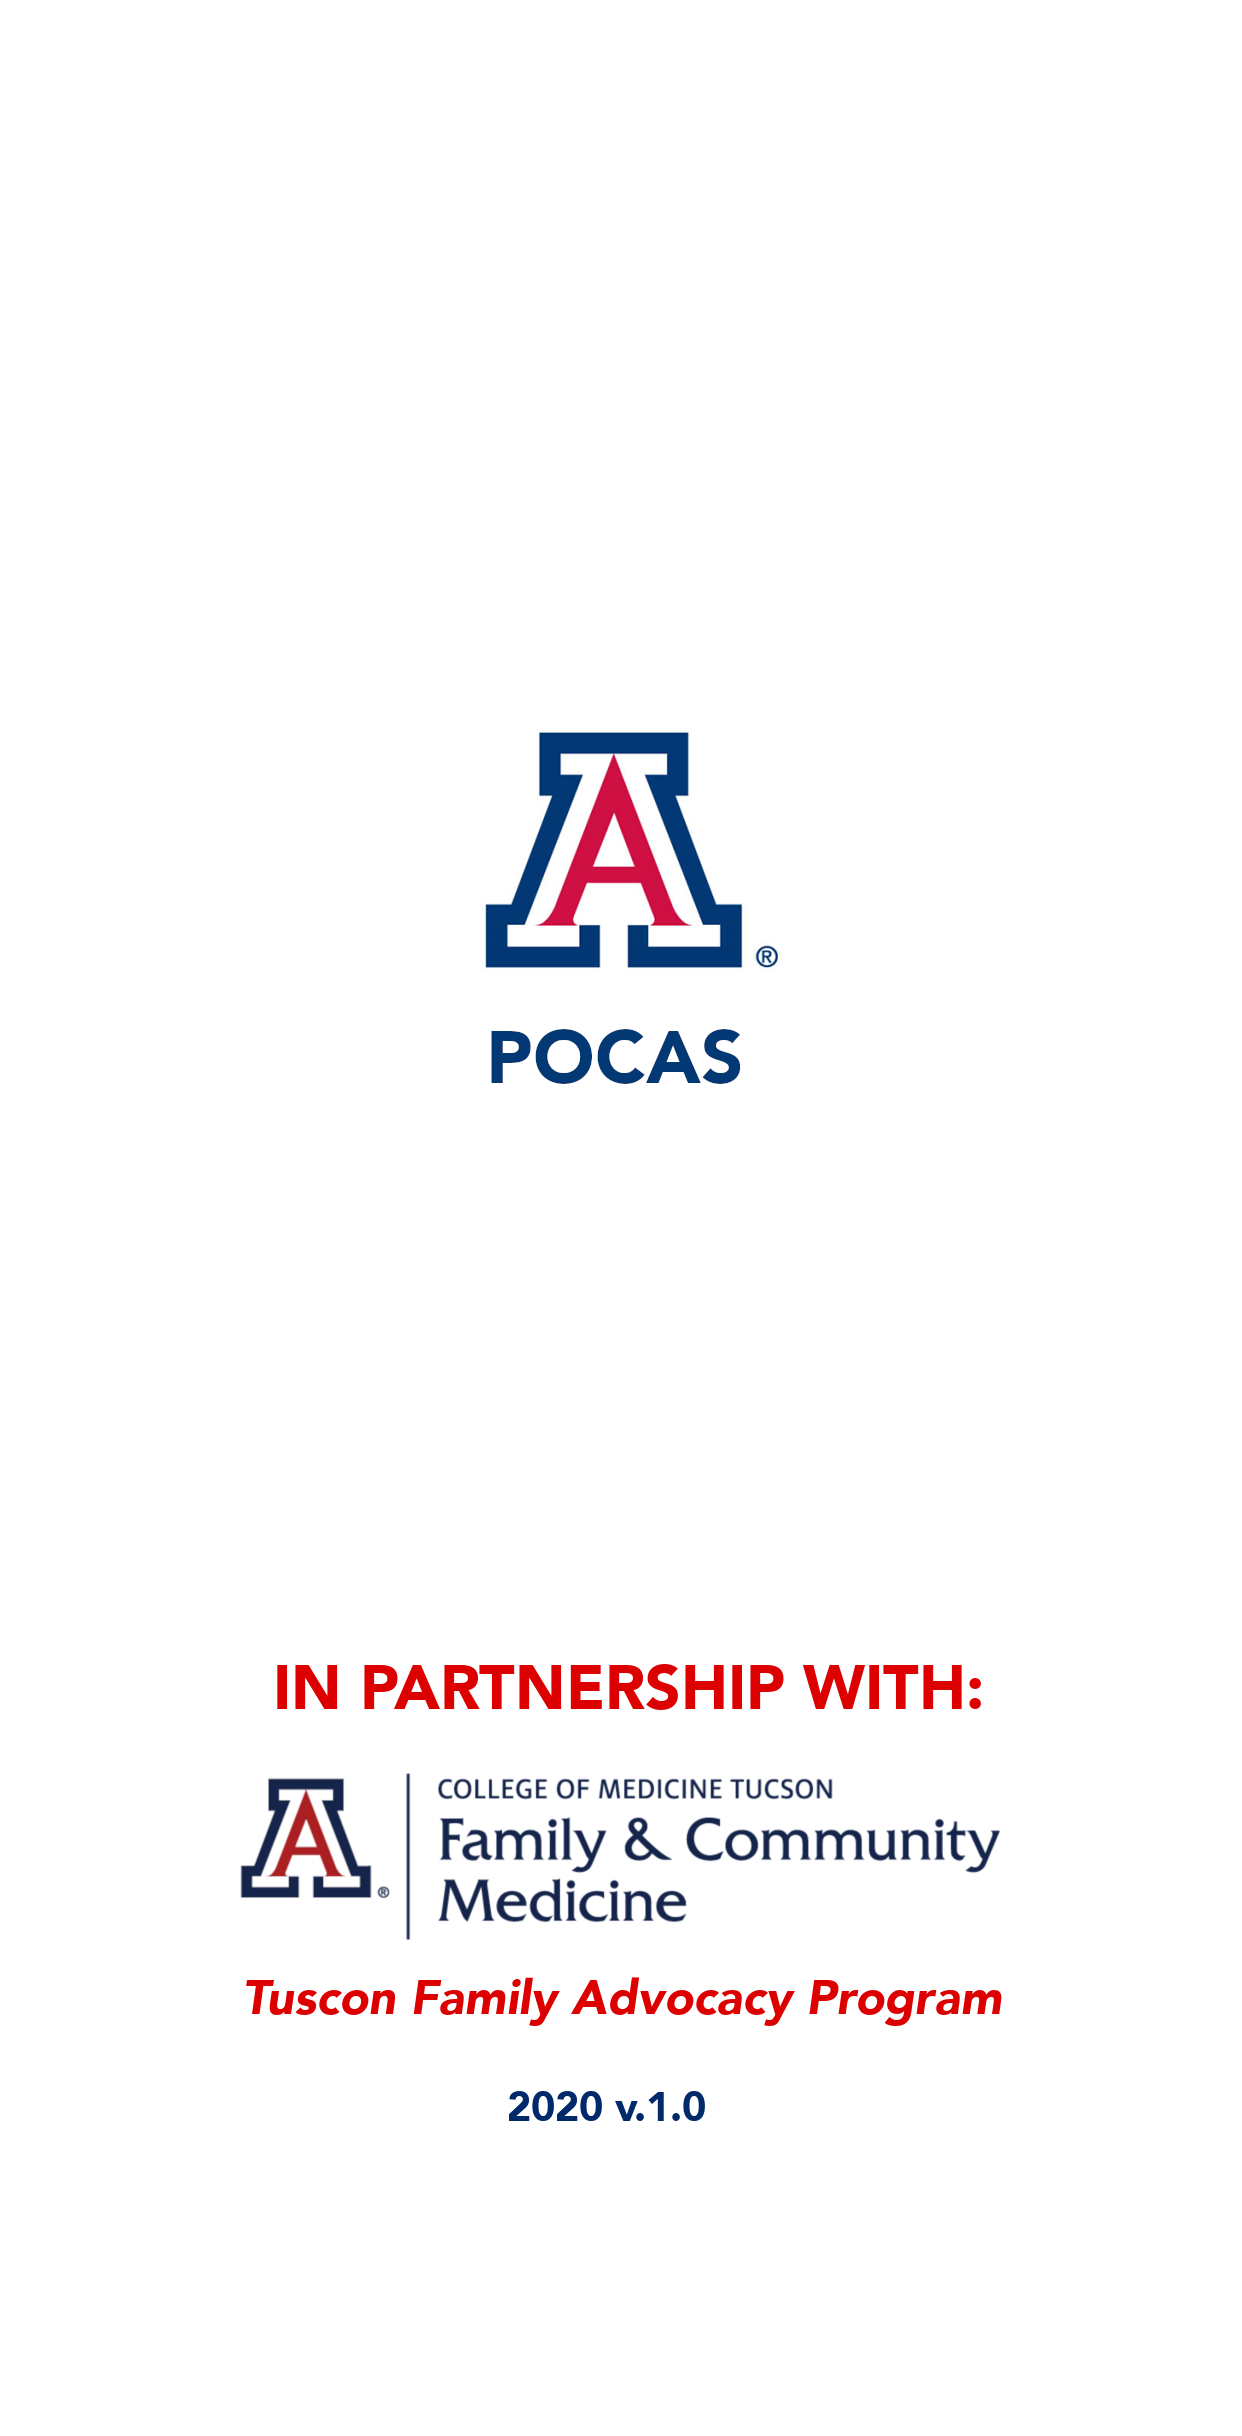 A®
POCAS
IN PARTNERSHIP WITH:
A®
COLLEGE OF MEDICINE TUCSON
Family & Community
Medicine
Tuscon Family Advocacy Program
2020 v.1.0